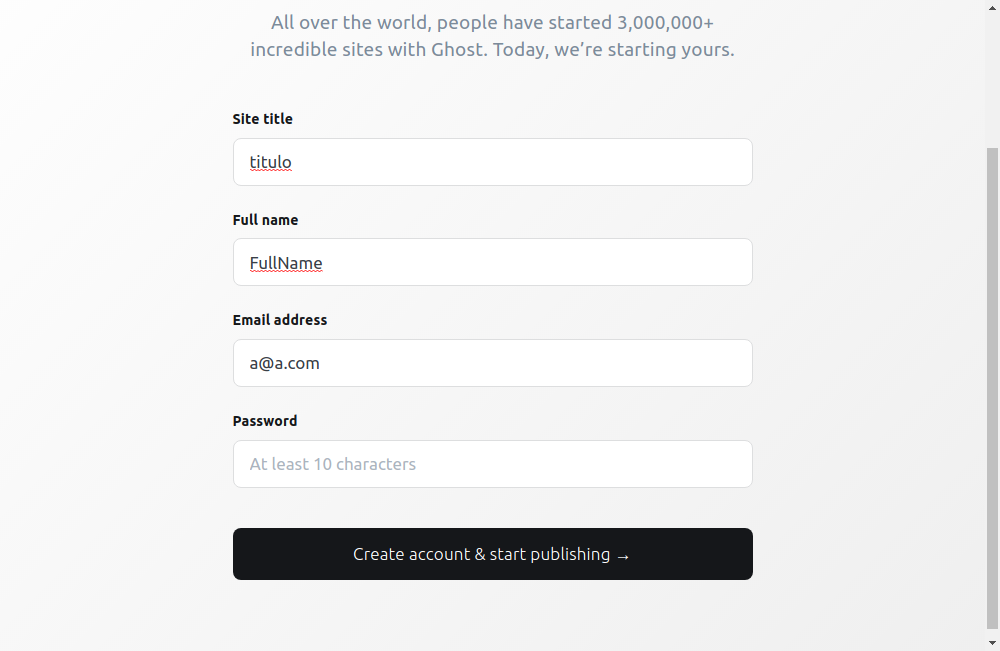 All over the world, people have started 3,000,000+
incredible sites with Ghost. Today, we’re starting yours.
Site title
titulo
Full name
FullName
Email address
a@a.com
Password
At least 10 characters
Create account & start publishing →